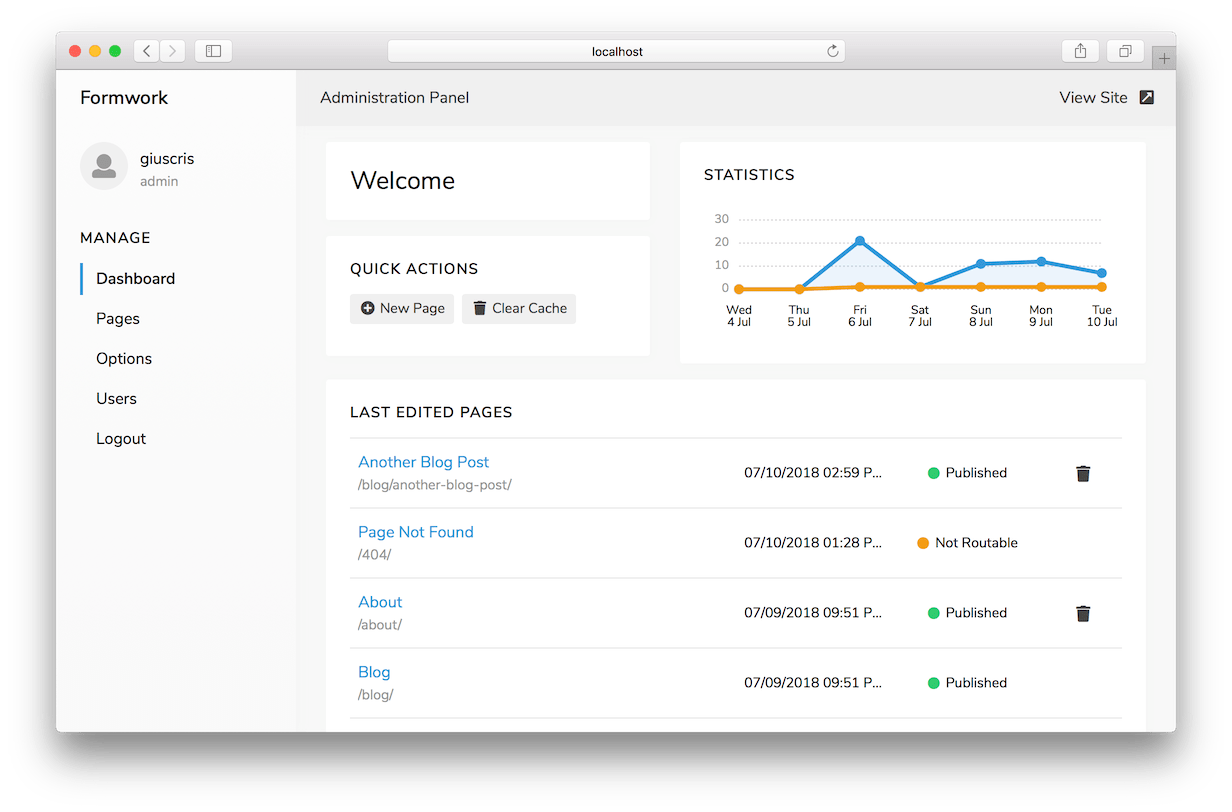 localhost
Formwork
Administration Panel
View Site
giuscris
admin
MANAGE
Dashboard
Pages
Options
Users
Logout
Welcome
QUICK ACTIONS
New Page
Clear Cache
STATISTICS
30
20
10
0
Wed Thu Fri Sat Sun Mon Tue
4 Jul 5 Jul 6 Jul 7 Jul 8 Jul 9 Jul 10 Jul
LAST EDITED PAGES
Another Blog Post
/blog/another-blog-post/
07/10/2018 02:59 P...
Published
Page Not Found
/404/
07/10/2018 01:28 P...
Not Routable
About
/about/
07/09/2018 09:51 P...
Published
Blog
/blog/
07/09/2018 09:51 P...
Published